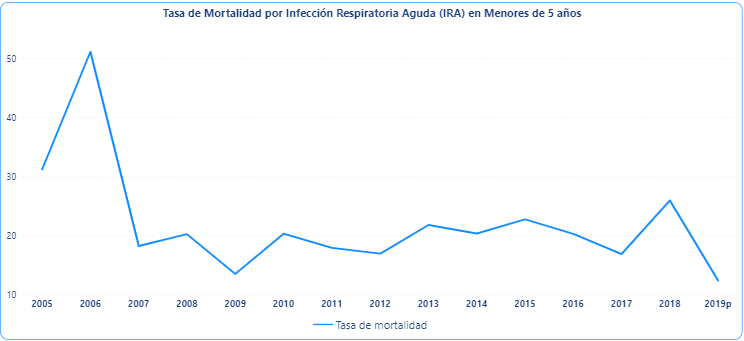 Tasa de Mortalidad por Infección Respiratoria Aguda (IRA) en Menores de 5 años
50
40
30
20
10
2005 2006 2007 2008 2009 2010 2011 2012 2013 2014 2015 2016 2017 2018 2019p
Tasa de mortalidad